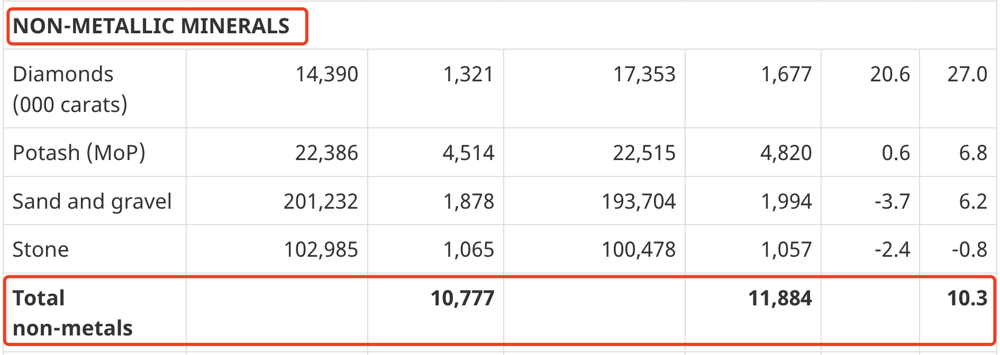 NON-METALLIC MINERALS
Diamonds 14,390 1,321 17,353 1,677 20.6 27.0
(000 carats)
Potash (MoP) 22,386 4,514 22,515 4,820 0.6 6.8
Sand and gravel 201,232 1,878 193,704 1,994 -3.7 6.2
Stone 102,985 1,065 100,478 1,057 -2.4 -0.8
Total 10,777 11,884 10.3
non-metals